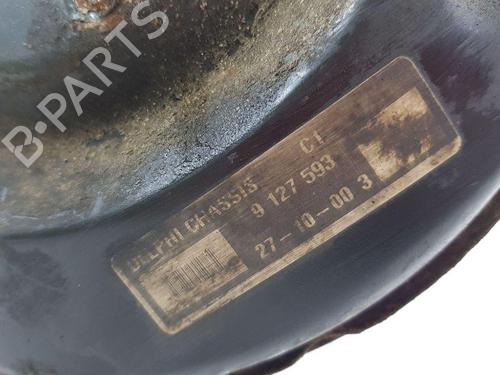 B-PARTS
DELPHI CHASSIS C1
9 127 593
27-10-00 3